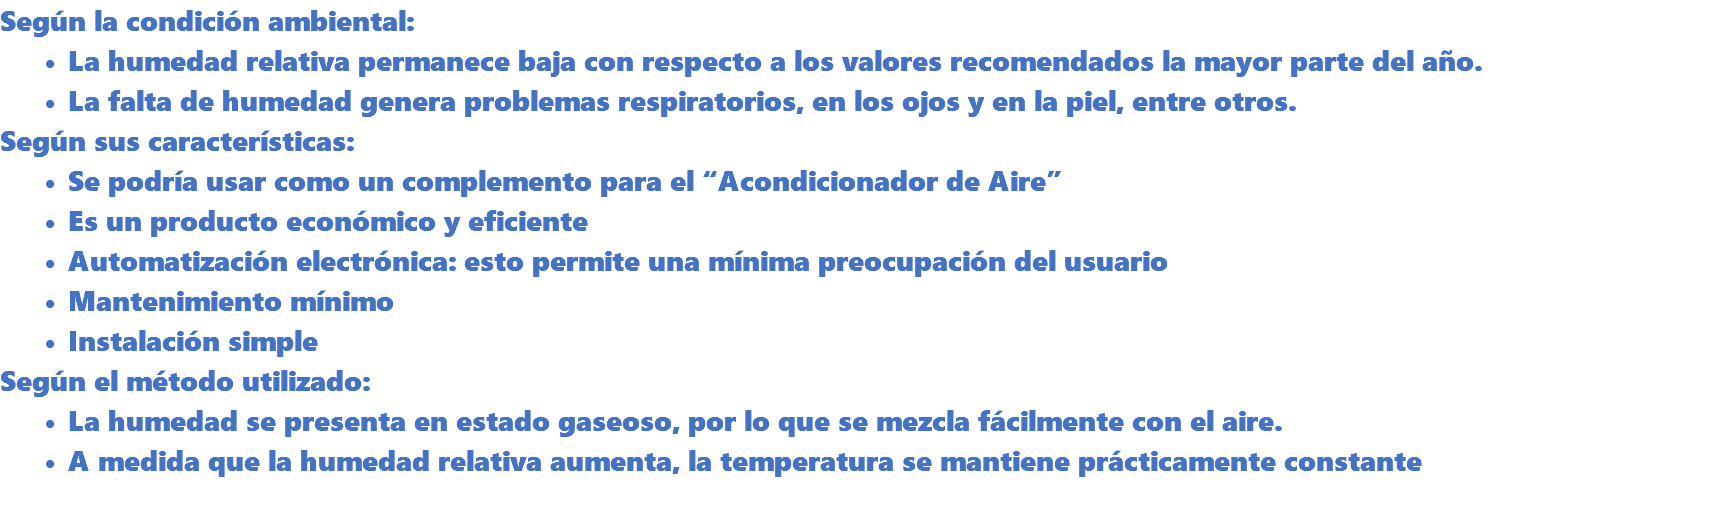 Según la condición ambiental:
• La humedad relativa permanece baja con respecto a los valores recomendados la mayor parte del año.
• La falta de humedad genera problemas respiratorios, en los ojos y en la piel, entre otros.
Según sus características:
• Se podría usar como un complemento para el “Acondicionador de Aire”
• Es un producto económico y eficiente
• Automatización electrónica: esto permite una mínima preocupación del usuario
• Mantenimiento mínimo
• Instalación simple
Según el método utilizado:
• La humedad se presenta en estado gaseoso, por lo que se mezcla fácilmente con el aire.
• A medida que la humedad relativa aumenta, la temperatura se mantiene prácticamente constante